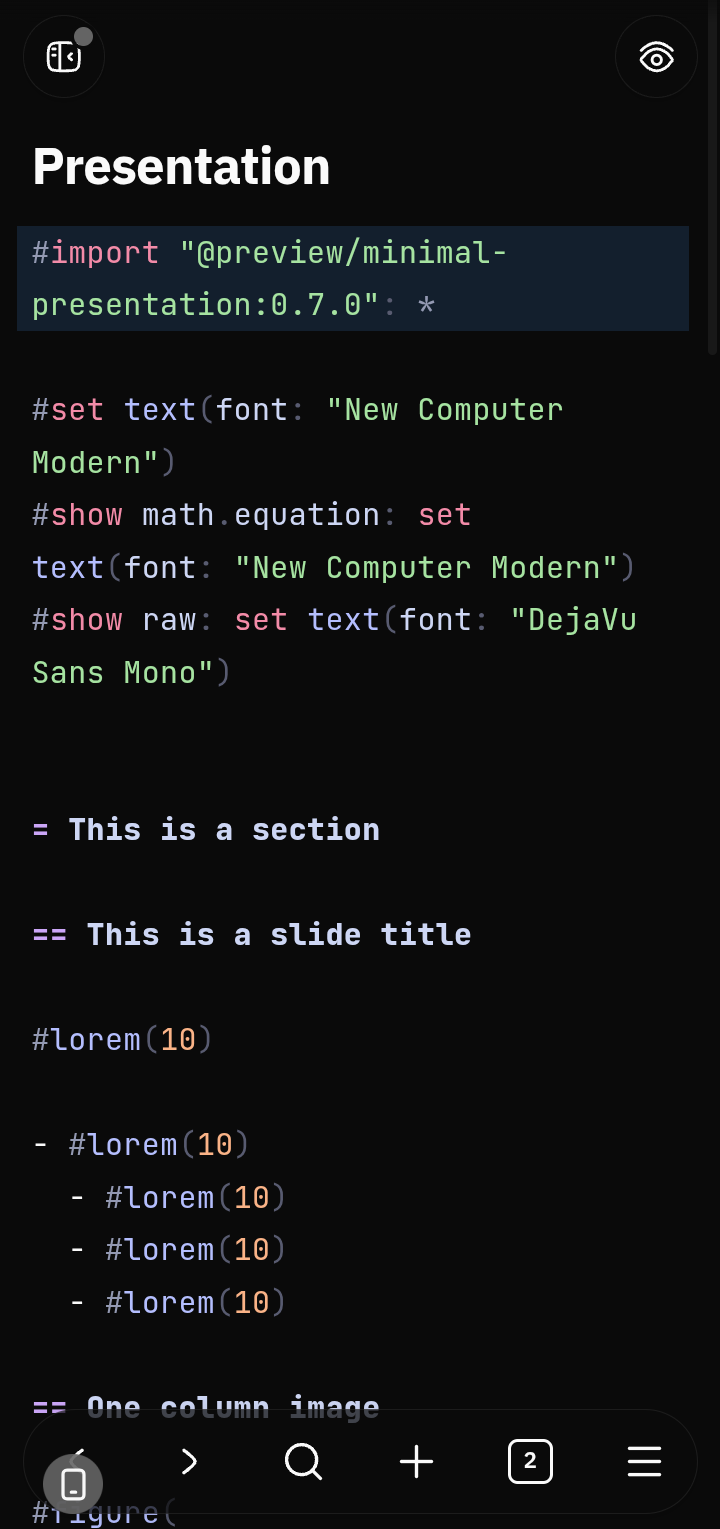 Presentation
#import "@preview/minimal-
presentation:0.7.0": *
#set text(font: "New Computer
Modern")
#show math.equation: set
text(font: "New Computer Modern")
#show raw: set text(font: "DejaVu
Sans Mono")
= This is a section
== This is a slide title
#lorem(10)
- #lorem(10)
  - #lorem(10)
  - #lorem(10)
  - #lorem(10)
== One column image
2
#figure(